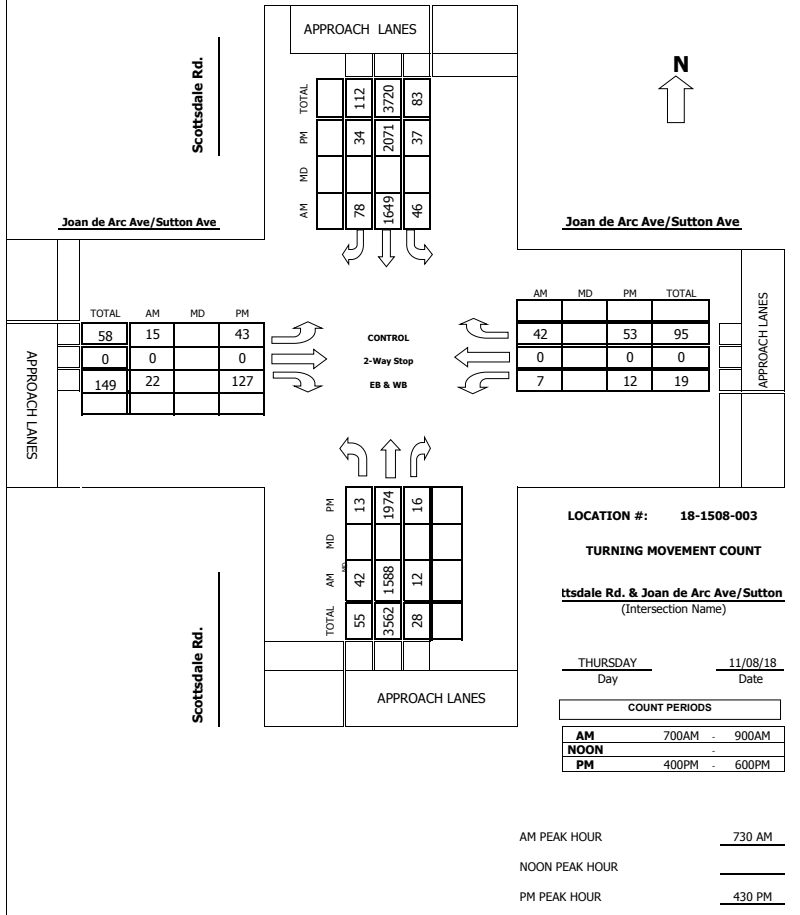 APPROACH LANES
Scottsdale Rd.
N
TOTAL 112 3720 83
PM 34 2071 37
MD
AM 78 1649 46
Joan de Arc Ave/Sutton Ave
Joan de Arc Ave/Sutton Ave
TOTAL AM MD PM
58 15 43
0 0 0
149 22 127
APPROACH LANES
CONTROL
2-Way Stop
EB & WB
AM MD PM TOTAL
42 53 95
0 0 0
7 12 19
APPROACH LANES
PM 13 1974 16
MD
MD
AM 42 1588 12
TOTAL 55 3562 28
Scottsdale Rd.
APPROACH LANES
LOCATION #: 18-1508-003
TURNING MOVEMENT COUNT
ttsdale Rd. & Joan de Arc Ave/Sutton
(Intersection Name)
THURSDAY 11/08/18
Day Date
COUNT PERIODS
AM 700AM - 900AM
NOON -
PM 400PM - 600PM
AM PEAK HOUR 730 AM
NOON PEAK HOUR
PM PEAK HOUR 430 PM